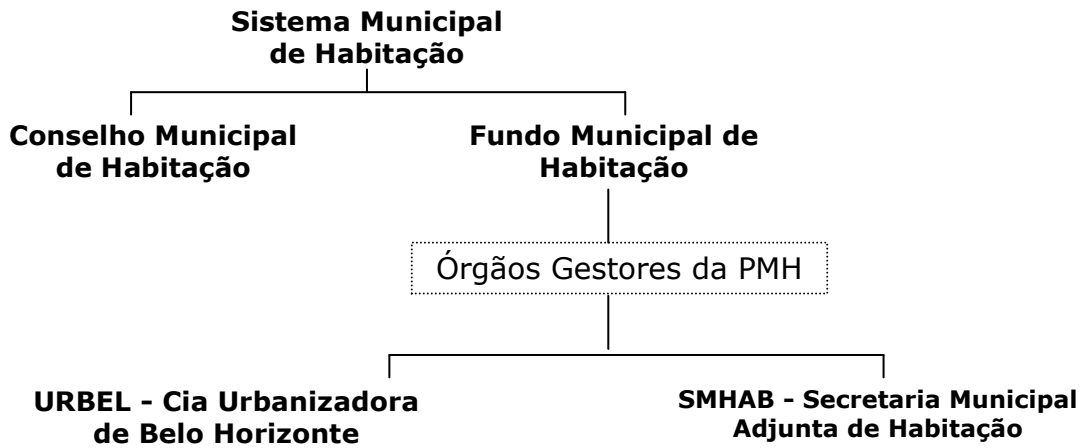 Sistema Municipal
de Habitação
Conselho Municipal
de Habitação
Fundo Municipal de
Habitação
Órgãos Gestores da PMH
URBEL - Cia Urbanizadora
de Belo Horizonte
SMHAB - Secretaria Municipal
Adjunta de Habitação